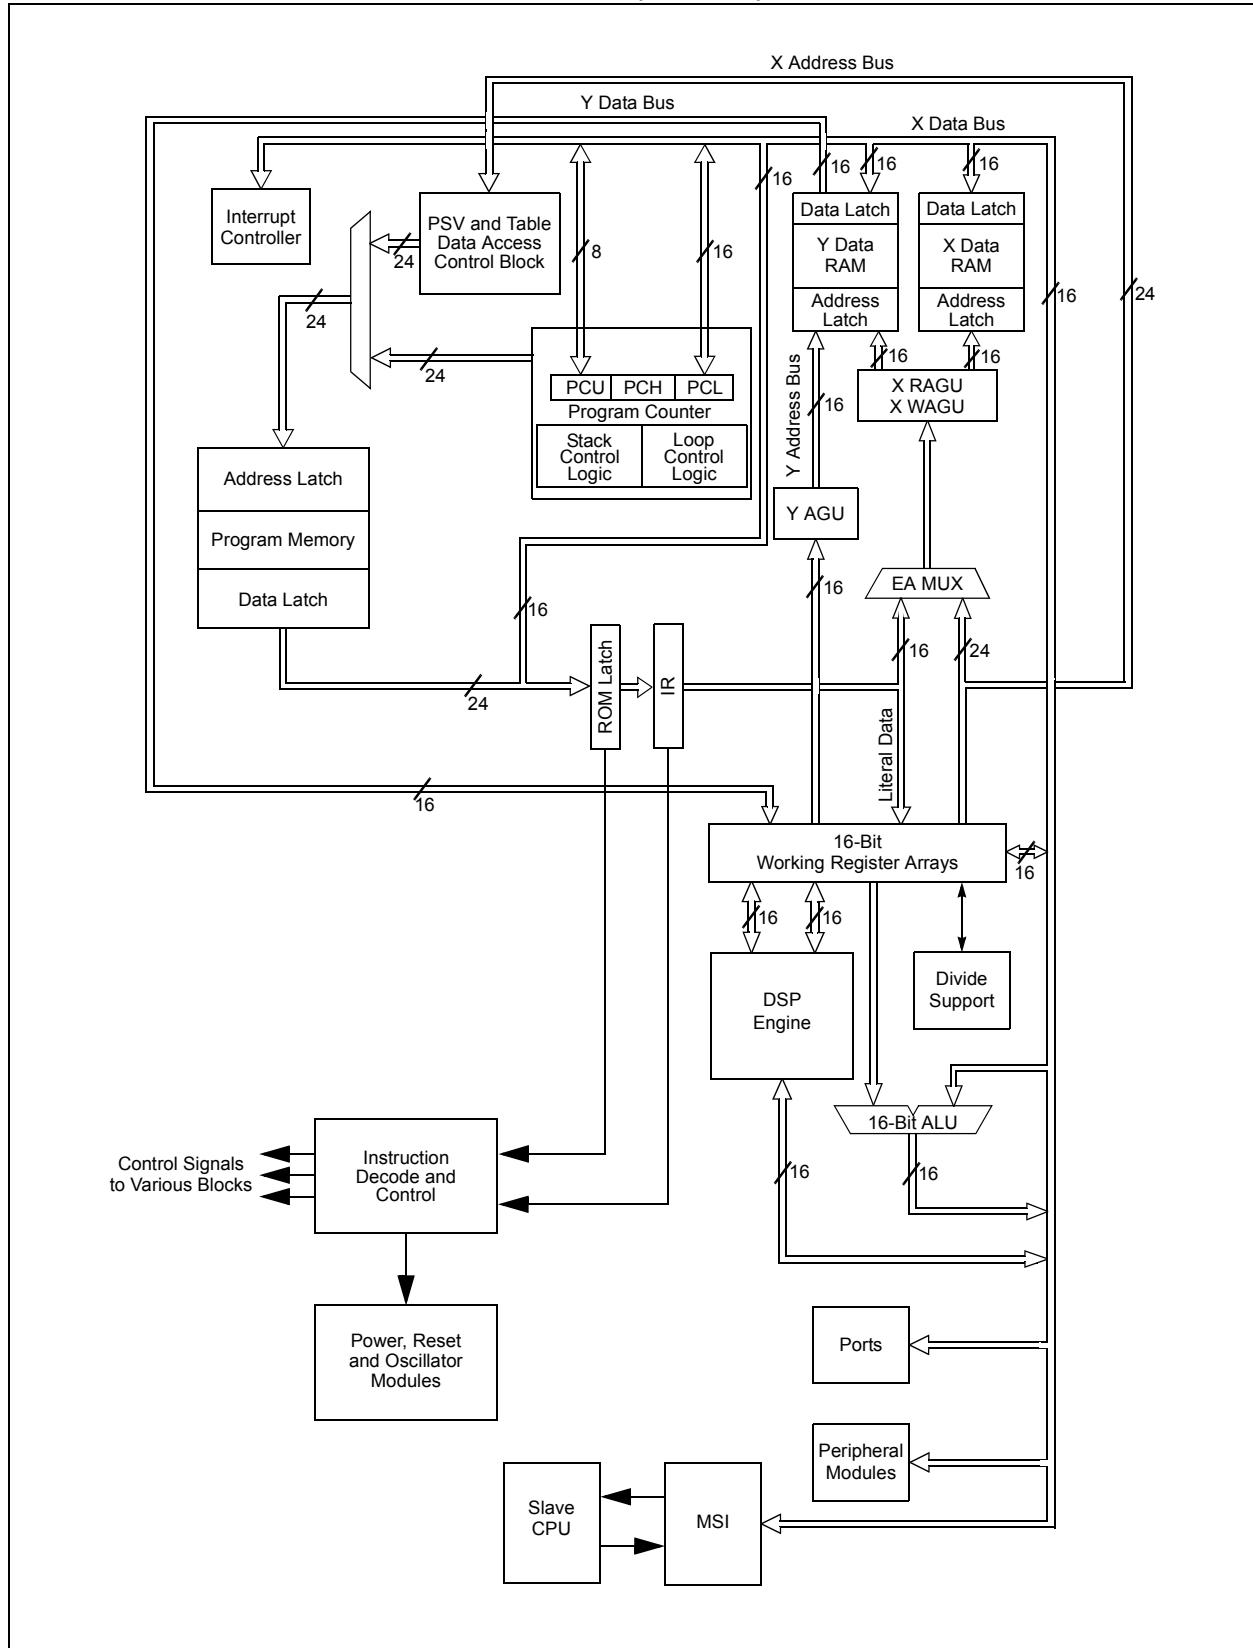 X Address Bus
Y Data Bus
X Data Bus
16
16
16
16
Interrupt
Controller
PSV and Table
Data Access
Control Block
24
8
16
Data Latch
Y Data
RAM
Address
Latch
Data Latch
X Data
RAM
Address
Latch
16
24
24
24
16
16
X RAGU
X WAGU
PCU
PCH
PCL
Program Counter
Stack
Control
Logic
Loop
Control
Logic
Y Address Bus
16
Address Latch
Program Memory
Data Latch
Y AGU
16
EA MUX
16
16
24
24
ROM Latch
IR
Literal Data
16
16-Bit
Working Register Arrays
16
16
16
DSP
Engine
Divide
Support
16-Bit ALU
16
16
Control Signals
to Various Blocks
Instruction
Decode and
Control
Power, Reset
and Oscillator
Modules
Ports
Peripheral
Modules
Slave
CPU
MSI